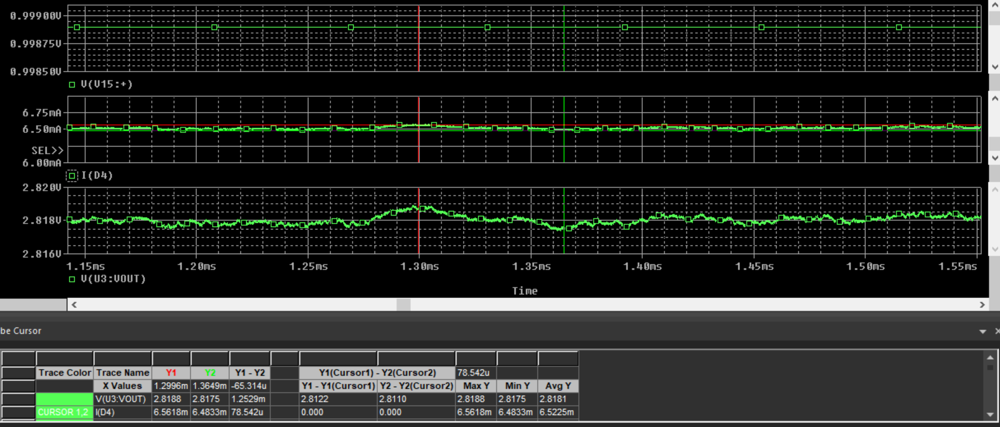 0.99900V
0.99875V
0.99850V
V(V15:+)
6.75mA
6.50mA
SEL>>
6.00mA
I(D4)
2.820V
2.818V
2.816V
1.15ms 1.20ms 1.25ms 1.30ms 1.35ms 1.40ms 1.45ms 1.50ms 1.55ms
V(U3:VOUT)
Time
be Cursor
Trace Color Trace Name Y1 Y2 Y1 - Y2 Y1(Cursor1) - Y2(Cursor2) 78.542u
X Values 1.2996m 1.3649m -65.314u Y1 - Y1(Cursor1) Y2 - Y2(Cursor2) Max Y Min Y Avg Y
V(U3:VOUT) 2.8188 2.8175 1.2529m 2.8122 2.8110 2.8188 2.8175 2.8181
CURSOR 1,2 I(D4) 6.5618m 6.4833m 78.542u 0.000 0.000 6.5618m 6.4833m 6.5225m